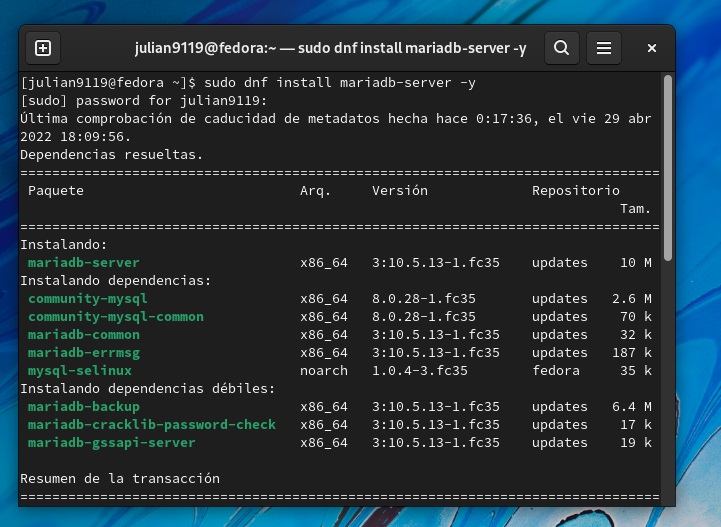 julian9119@fedora:~ — sudo dnf install mariadb-server -y
[julian9119@fedora ~]$ sudo dnf install mariadb-server -y
[sudo] password for julian9119:
Última comprobación de caducidad de metadatos hecha hace 0:17:36, el vie 29 abr
2022 18:09:56.
Dependencias resueltas.
================================================================================
Paquete Arq. Versión Repositorio
Tam.
================================================================================
Instalando:
mariadb-server x86_64 3:10.5.13-1.fc35 updates 10 M
Instalando dependencias:
community-mysql x86_64 8.0.28-1.fc35 updates 2.6 M
community-mysql-common x86_64 8.0.28-1.fc35 updates 70 k
mariadb-common x86_64 3:10.5.13-1.fc35 updates 32 k
mariadb-errmsg x86_64 3:10.5.13-1.fc35 updates 187 k
mysql-selinux noarch 1.0.4-3.fc35 fedora 35 k
Instalando dependencias débiles:
mariadb-backup x86_64 3:10.5.13-1.fc35 updates 6.4 M
mariadb-cracklib-password-check x86_64 3:10.5.13-1.fc35 updates 17 k
mariadb-gssapi-server x86_64 3:10.5.13-1.fc35 updates 19 k
Resumen de la transacción
================================================================================